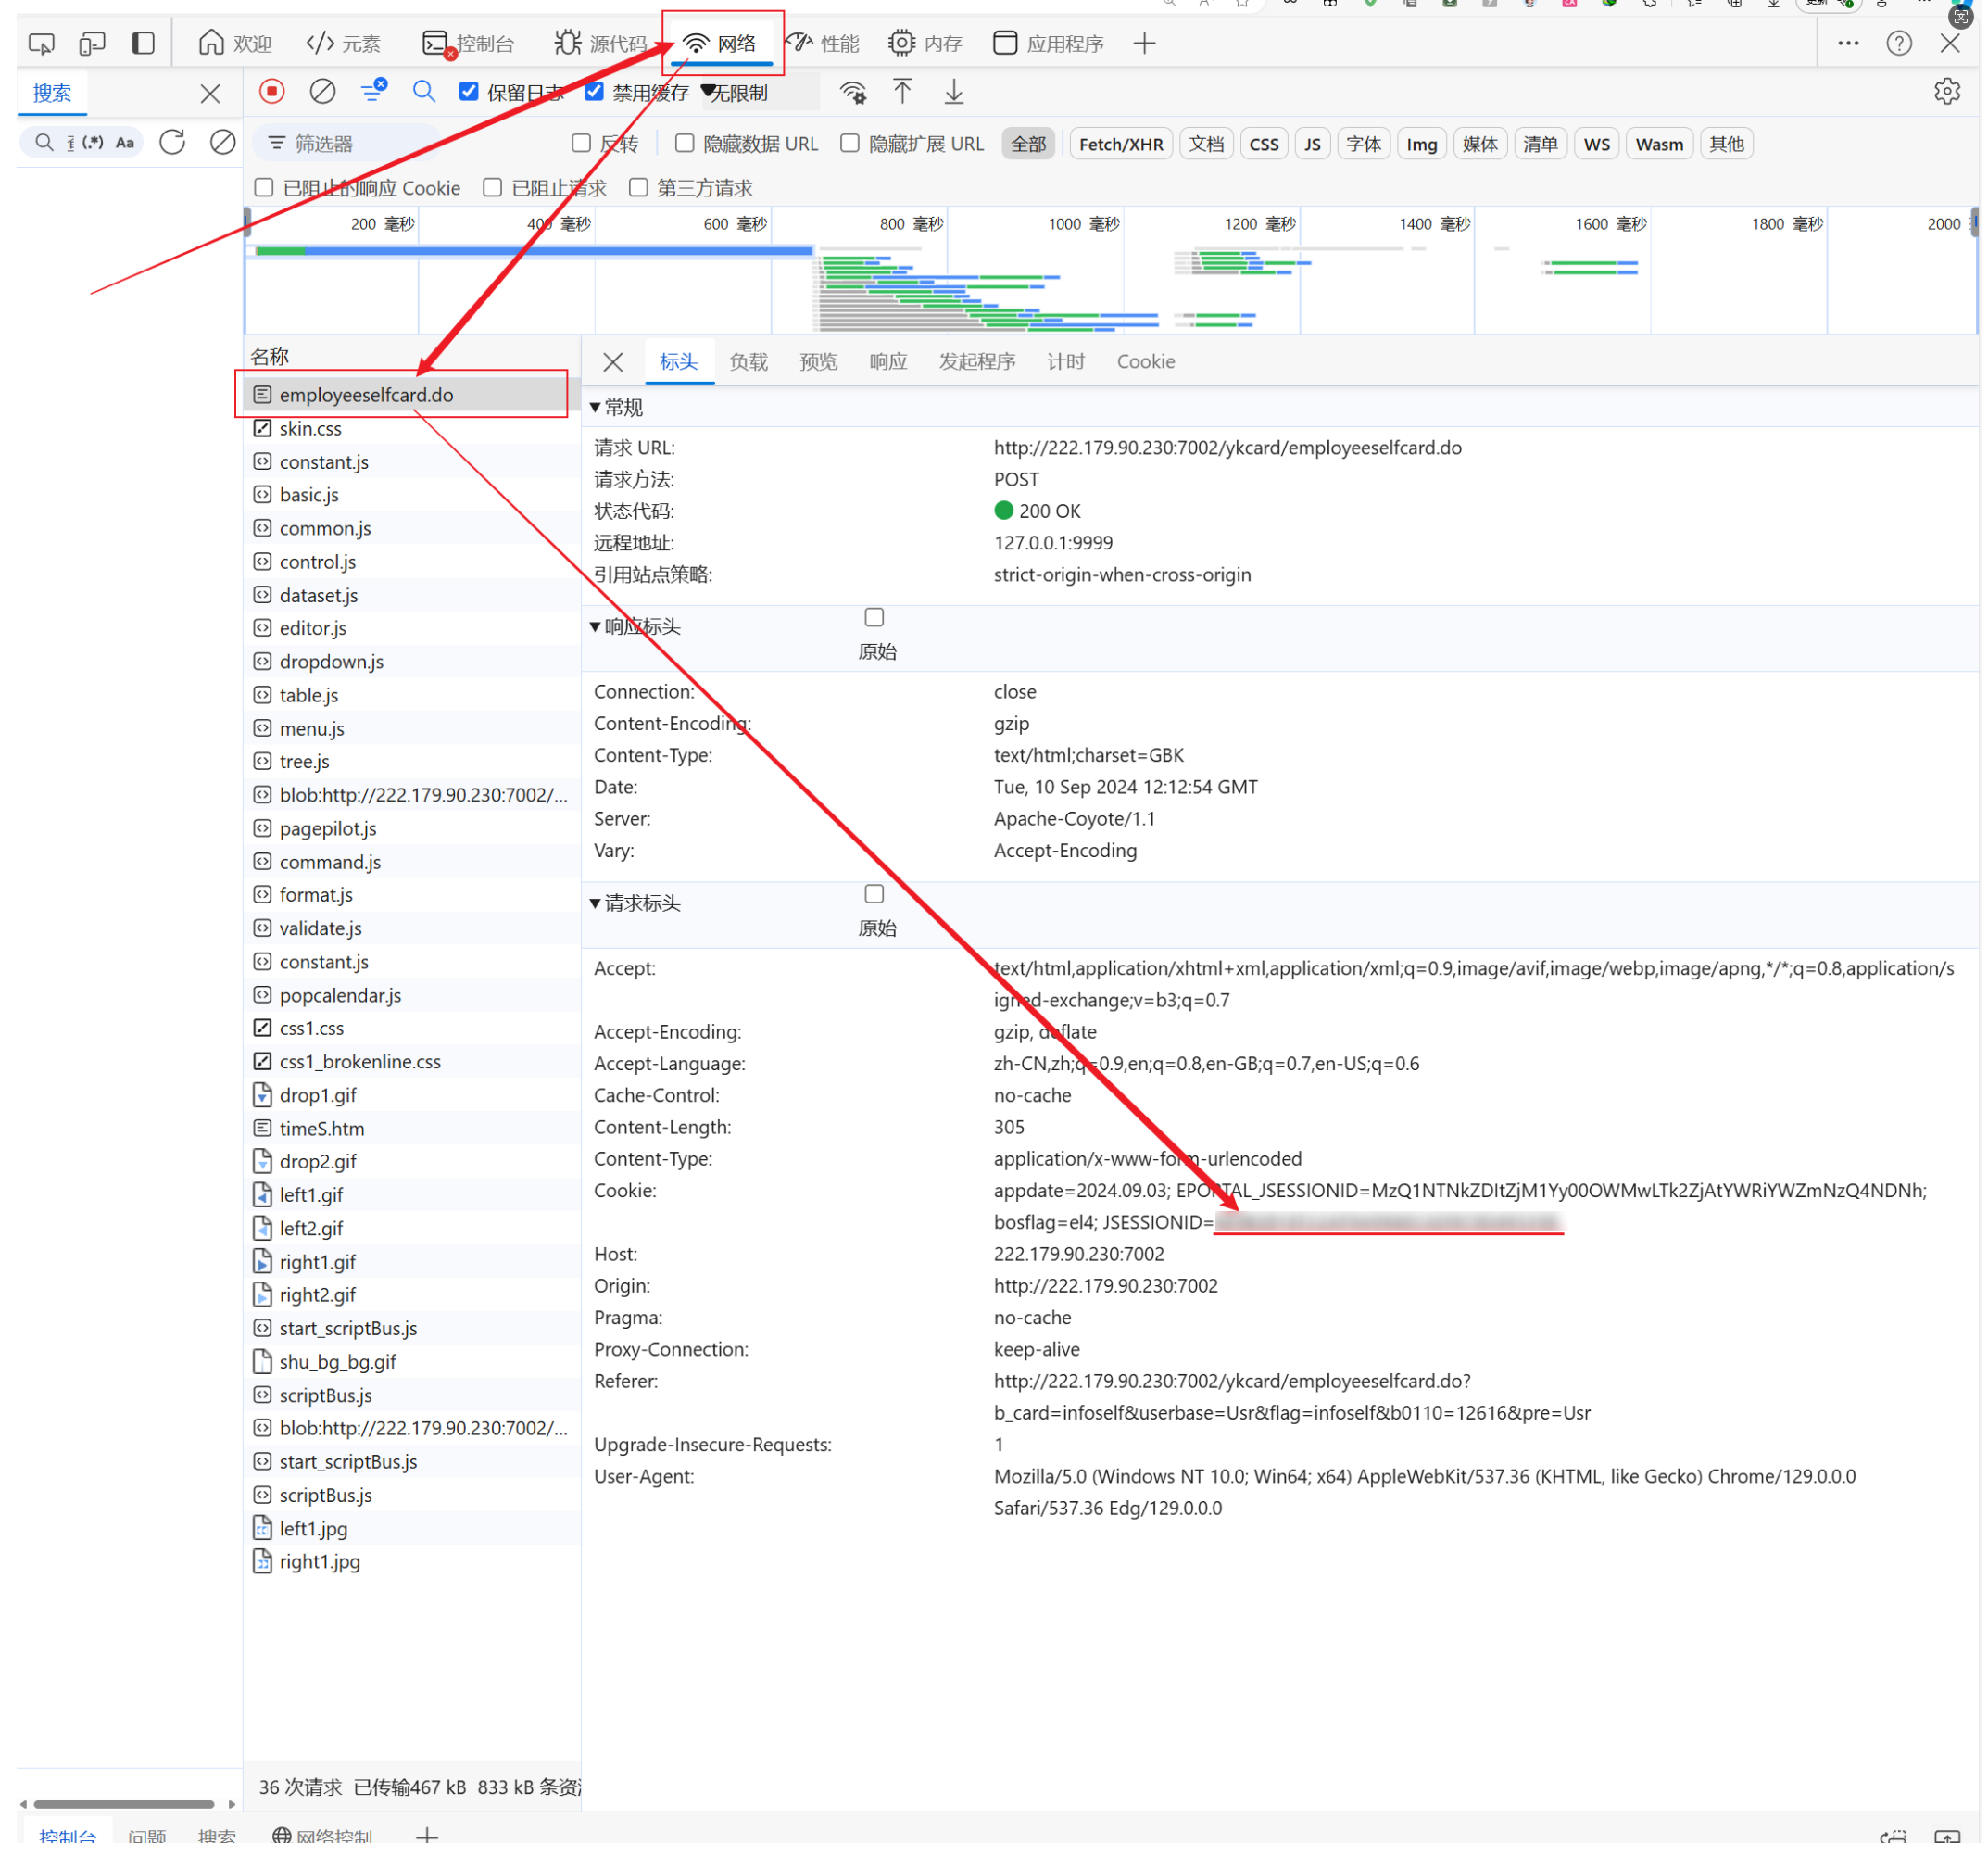 欢迎 元素 控制台 源代码 网络 性能 内存 应用程序
搜索
保留日志 禁用缓存 无限制
(.*) Aa
筛选器 反转 隐藏数据 URL 隐藏扩展 URL 全部 Fetch/XHR 文档 CSS JS 字体 Img 媒体 清单 WS Wasm 其他
已阻止的响应 Cookie 已阻止请求 第三方请求
200 毫秒 400 毫秒 600 毫秒 800 毫秒 1000 毫秒 1200 毫秒 1400 毫秒 1600 毫秒 1800 毫秒 2000
名称
employeeselfcard.do
skin.css
constant.js
basic.js
common.js
control.js
dataset.js
editor.js
dropdown.js
table.js
menu.js
tree.js
blob:http://222.179.90.230:7002/...
pagepilot.js
command.js
format.js
validate.js
constant.js
popcalendar.js
css1.css
css1_brokenline.css
drop1.gif
timeS.htm
drop2.gif
left1.gif
left2.gif
right1.gif
right2.gif
start_scriptBus.js
shu_bg_bg.gif
scriptBus.js
blob:http://222.179.90.230:7002/...
start_scriptBus.js
scriptBus.js
left1.jpg
right1.jpg
36 次请求 已传输467 kB 833 kB 条资
标头 负载 预览 响应 发起程序 计时 Cookie
常规
请求 URL: http://222.179.90.230:7002/ykcard/employeeselfcard.do
请求方法: POST
状态代码: 200 OK
远程地址: 127.0.0.1:9999
引用站点策略: strict-origin-when-cross-origin
响应标头
原始
Connection: close
Content-Encoding: gzip
Content-Type: text/html;charset=GBK
Date: Tue, 10 Sep 2024 12:12:54 GMT
Server: Apache-Coyote/1.1
Vary: Accept-Encoding
请求标头
原始
Accept: text/html,application/xhtml+xml,application/xml;q=0.9,image/avif,image/webp,image/apng,*/*;q=0.8,application/s
igned-exchange;v=b3;q=0.7
Accept-Encoding: gzip, deflate
Accept-Language: zh-CN,zh;q=0.9,en;q=0.8,en-GB;q=0.7,en-US;q=0.6
Cache-Control: no-cache
Content-Length: 305
Content-Type: application/x-www-form-urlencoded
Cookie: appdate=2024.09.03; EPORTAL_JSESSIONID=MzQ1NTNkZDItZjM1Yy00OWMwLTk2ZjAtYWRiYWZmNzQ4NDNh;
bosflag=el4; JSESSIONID=
Host: 222.179.90.230:7002
Origin: http://222.179.90.230:7002
Pragma: no-cache
Proxy-Connection: keep-alive
Referer: http://222.179.90.230:7002/ykcard/employeeselfcard.do?
b_card=infoself&userbase=Usr&flag=infoself&b0110=12616&pre=Usr
Upgrade-Insecure-Requests: 1
User-Agent: Mozilla/5.0 (Windows NT 10.0; Win64; x64) AppleWebKit/537.36 (KHTML, like Gecko) Chrome/129.0.0.0
Safari/537.36 Edg/129.0.0.0
控制台 问题 搜索 网络控制